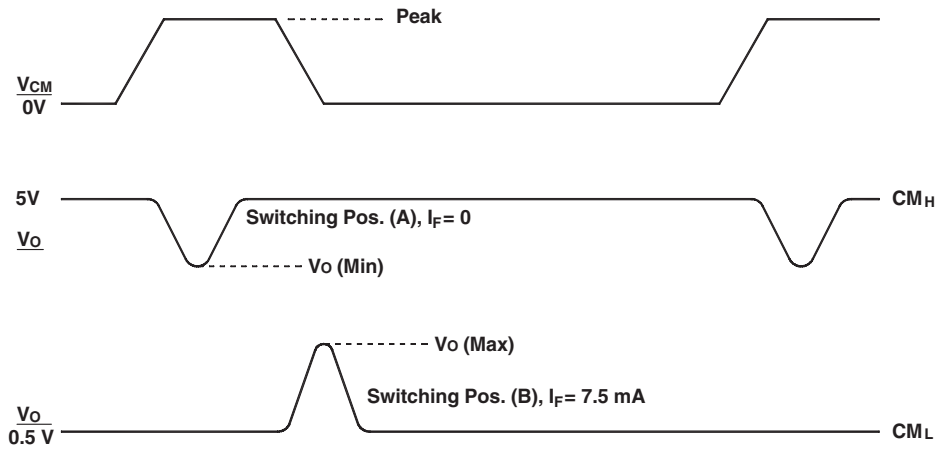 Peak
VCM
0V
5V
CMH
Switching Pos. (A), IF= 0
VO
VO (Min)
VO (Max)
Switching Pos. (B), IF= 7.5 mA
VO
0.5 V
CML